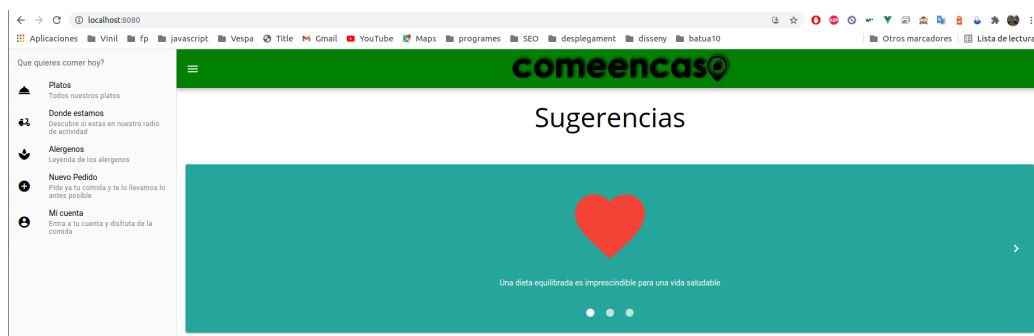 localhost:8080
Aplicaciones Vinil fp javascript Vespa Title Gmail YouTube Maps programes SEO desplegament disseny batua10 Otros marcadores Lista de lectura
Que quieres comer hoy?
Platos
Todos nuestros platos
Donde estamos
Descubre si estas en nuestro radio
de actividad
Alergenos
Leyenda de los alergenos
Nuevo Pedido
Pide ya tu comida y te lo llevamos lo
antes posible
Mi cuenta
Entra a tu cuenta y disfruta de la
comida
comeencasa
Sugerencias
Una dieta equilibrada es imprescindible para una vida saludable